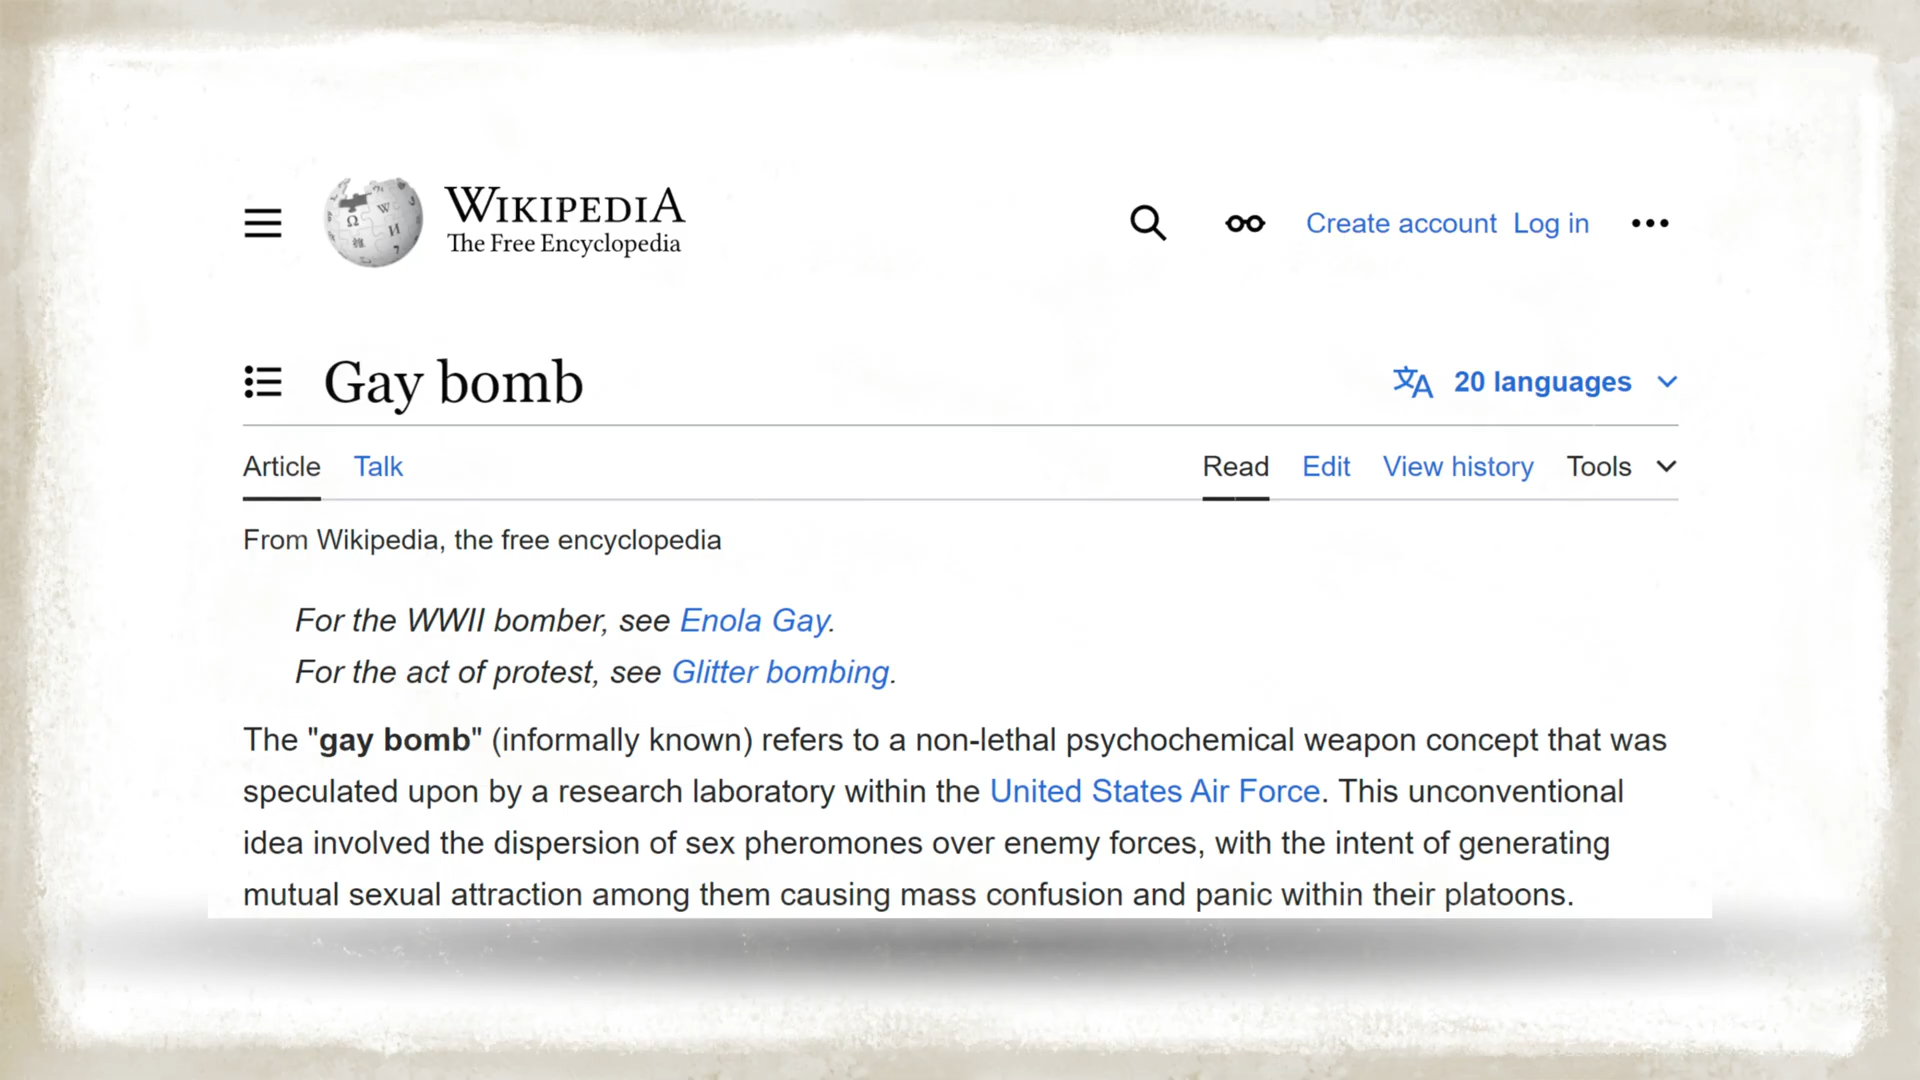 WIKIPEDIA
The Free Encyclopedia
Create account Log in
Gay bomb
20 languages
Article Talk
Read Edit View history Tools
From Wikipedia, the free encyclopedia
For the WWII bomber, see Enola Gay.
For the act of protest, see Glitter bombing.
The "gay bomb" (informally known) refers to a non-lethal psychochemical weapon concept that was
speculated upon by a research laboratory within the United States Air Force. This unconventional
idea involved the dispersion of sex pheromones over enemy forces, with the intent of generating
mutual sexual attraction among them causing mass confusion and panic within their platoons.